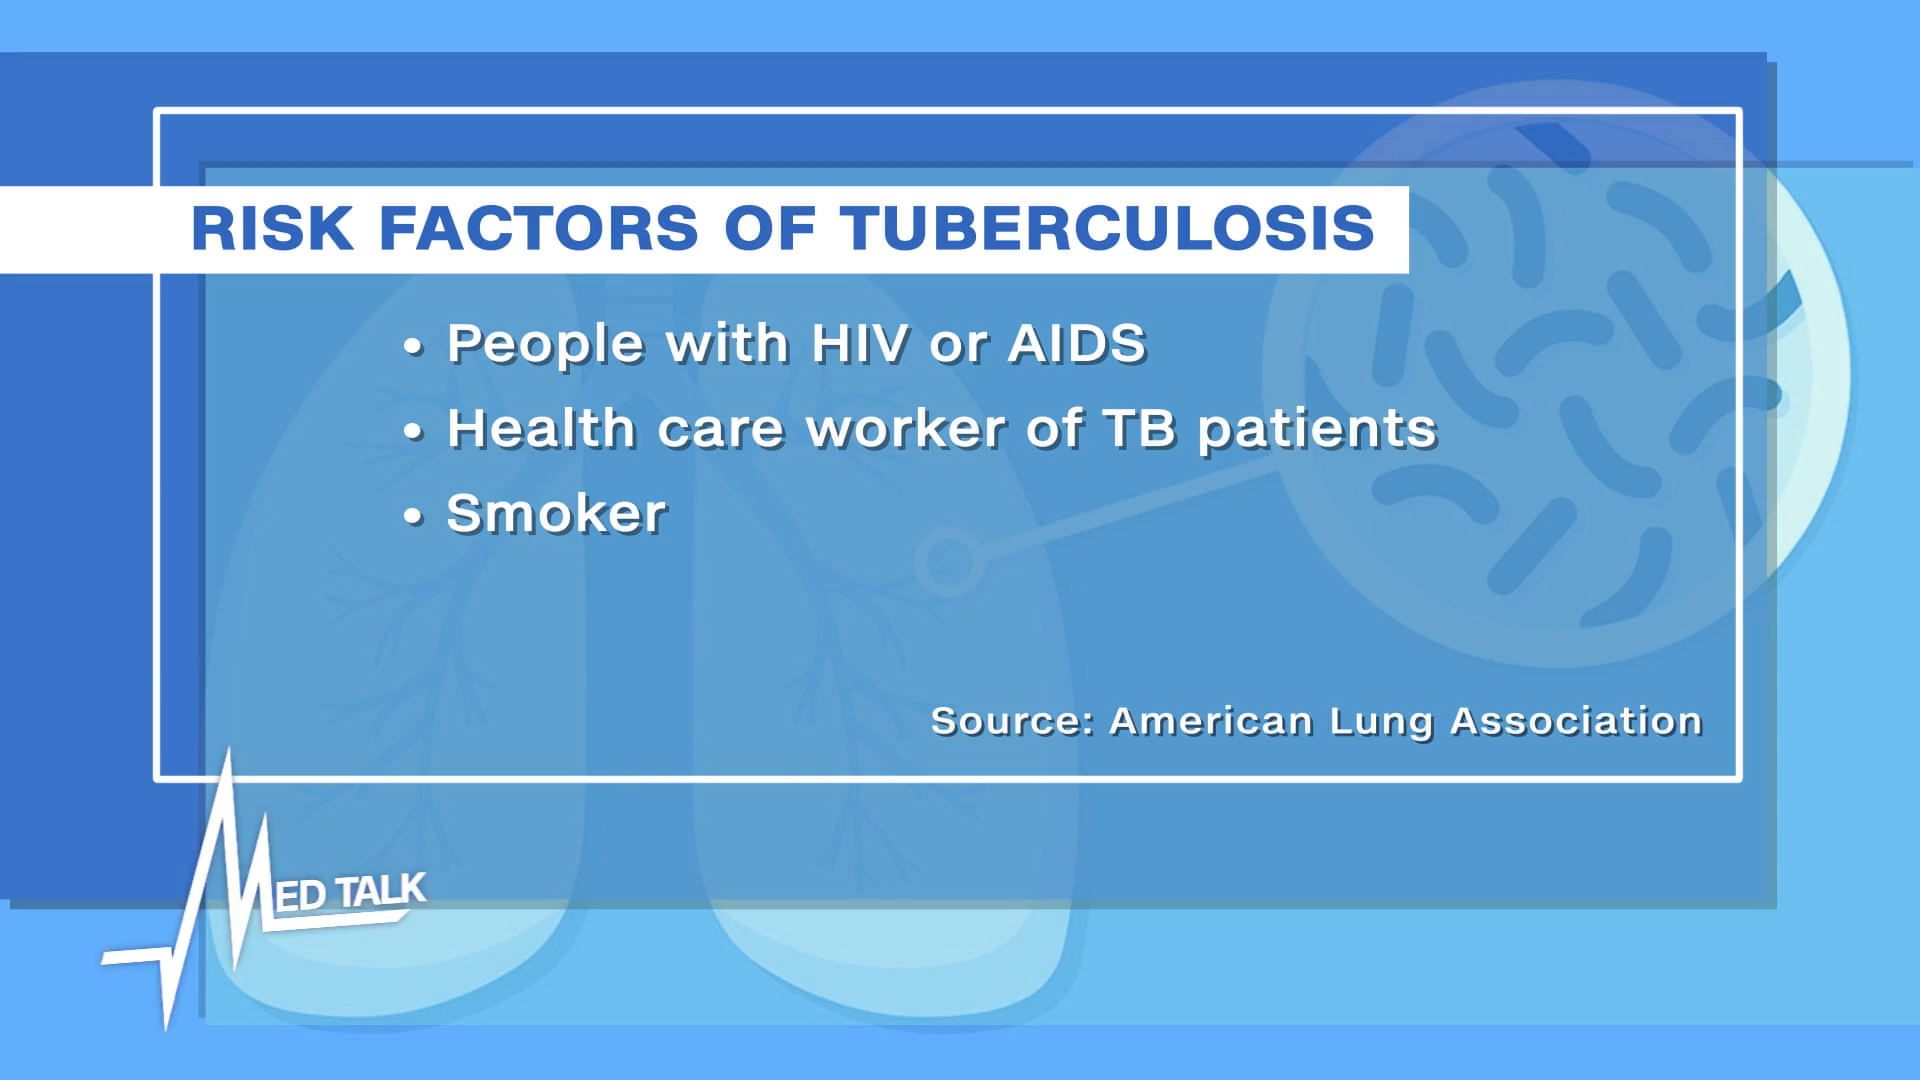 RISK FACTORS OF TUBERCULOSIS
• People with HIV or AIDS
• Health care worker of TB patients
• Smoker
Source: American Lung Association
MED TALK